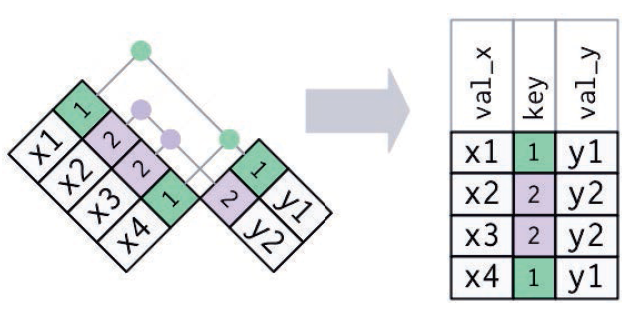 x1 1
x2 2
x3 2
x4 1
1 y1
2 y2
val_x key val_y
x1 1 y1
x2 2 y2
x3 2 y2
x4 1 y1